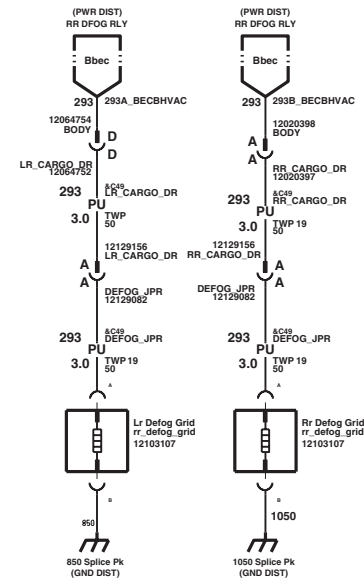 (PWR DIST)
RR DFOG RLY
Bbec
293
293A_BECBHVAC
12064754
BODY
D
D
LR_CARGO_DR
12064752
293
&C49
LR_CARGO_DR
PU
3.0
TWP
50
12129156
LR_CARGO_DR
A
A
DEFOG_JPR
12129082
293
&C49
DEFOG_JPR
PU
3.0
TWP 19
50
A
Lr Defog Grid
rr_defog_grid
12103107
B
850
850 Splice Pk
(GND DIST)
(PWR DIST)
RR DFOG RLY
Bbec
293
293B_BECBHVAC
12020398
BODY
A
A
RR_CARGO_DR
12020397
293
&C49
RR_CARGO_DR
PU
3.0
TWP 19
50
12129156
RR_CARGO_DR
A
A
DEFOG_JPR
12129082
293
&C49
DEFOG_JPR
PU
3.0
TWP 19
50
A
Rr Defog Grid
rr_defog_grid
12103107
B
1050
1050 Splice Pk
(GND DIST)